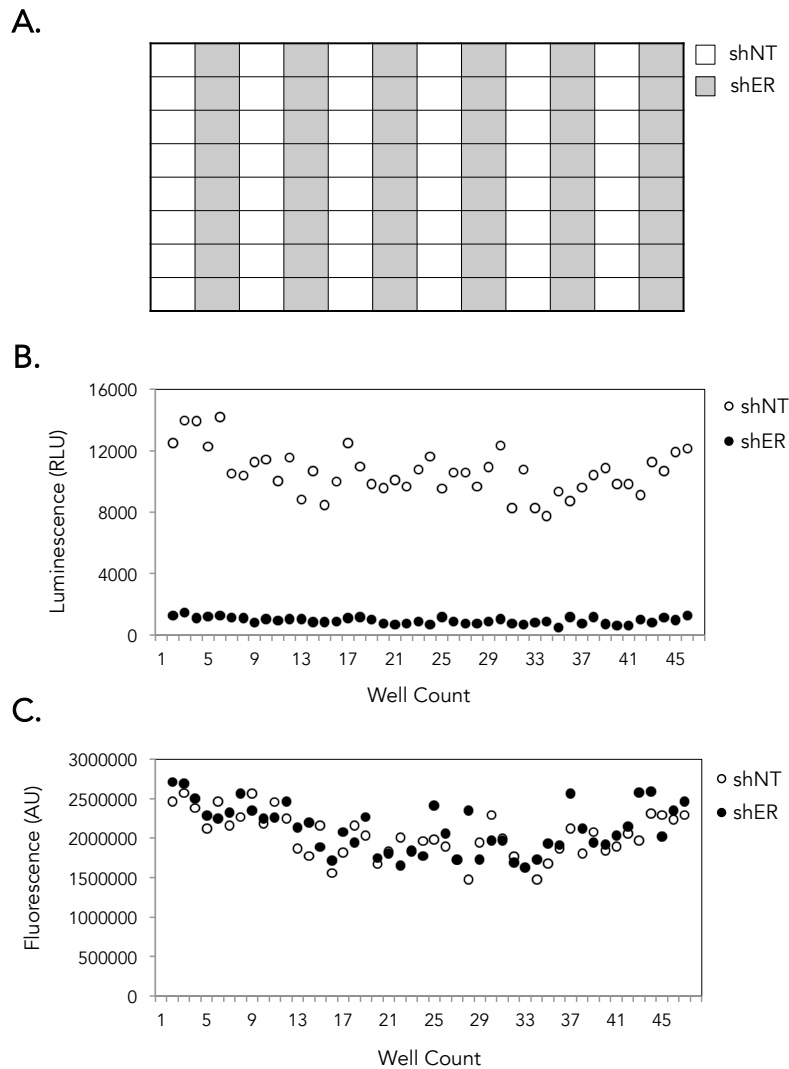 A.
shNT
shER
B.
16000
12000
8000
4000
0
Luminescence (RLU)
1 5 9 13 17 21 25 29 33 37 41 45
Well Count
shNT
shER
C.
3000000
2500000
2000000
1500000
1000000
500000
0
Fluorescence (AU)
1 5 9 13 17 21 25 29 33 37 41 45
Well Count
shNT
shER